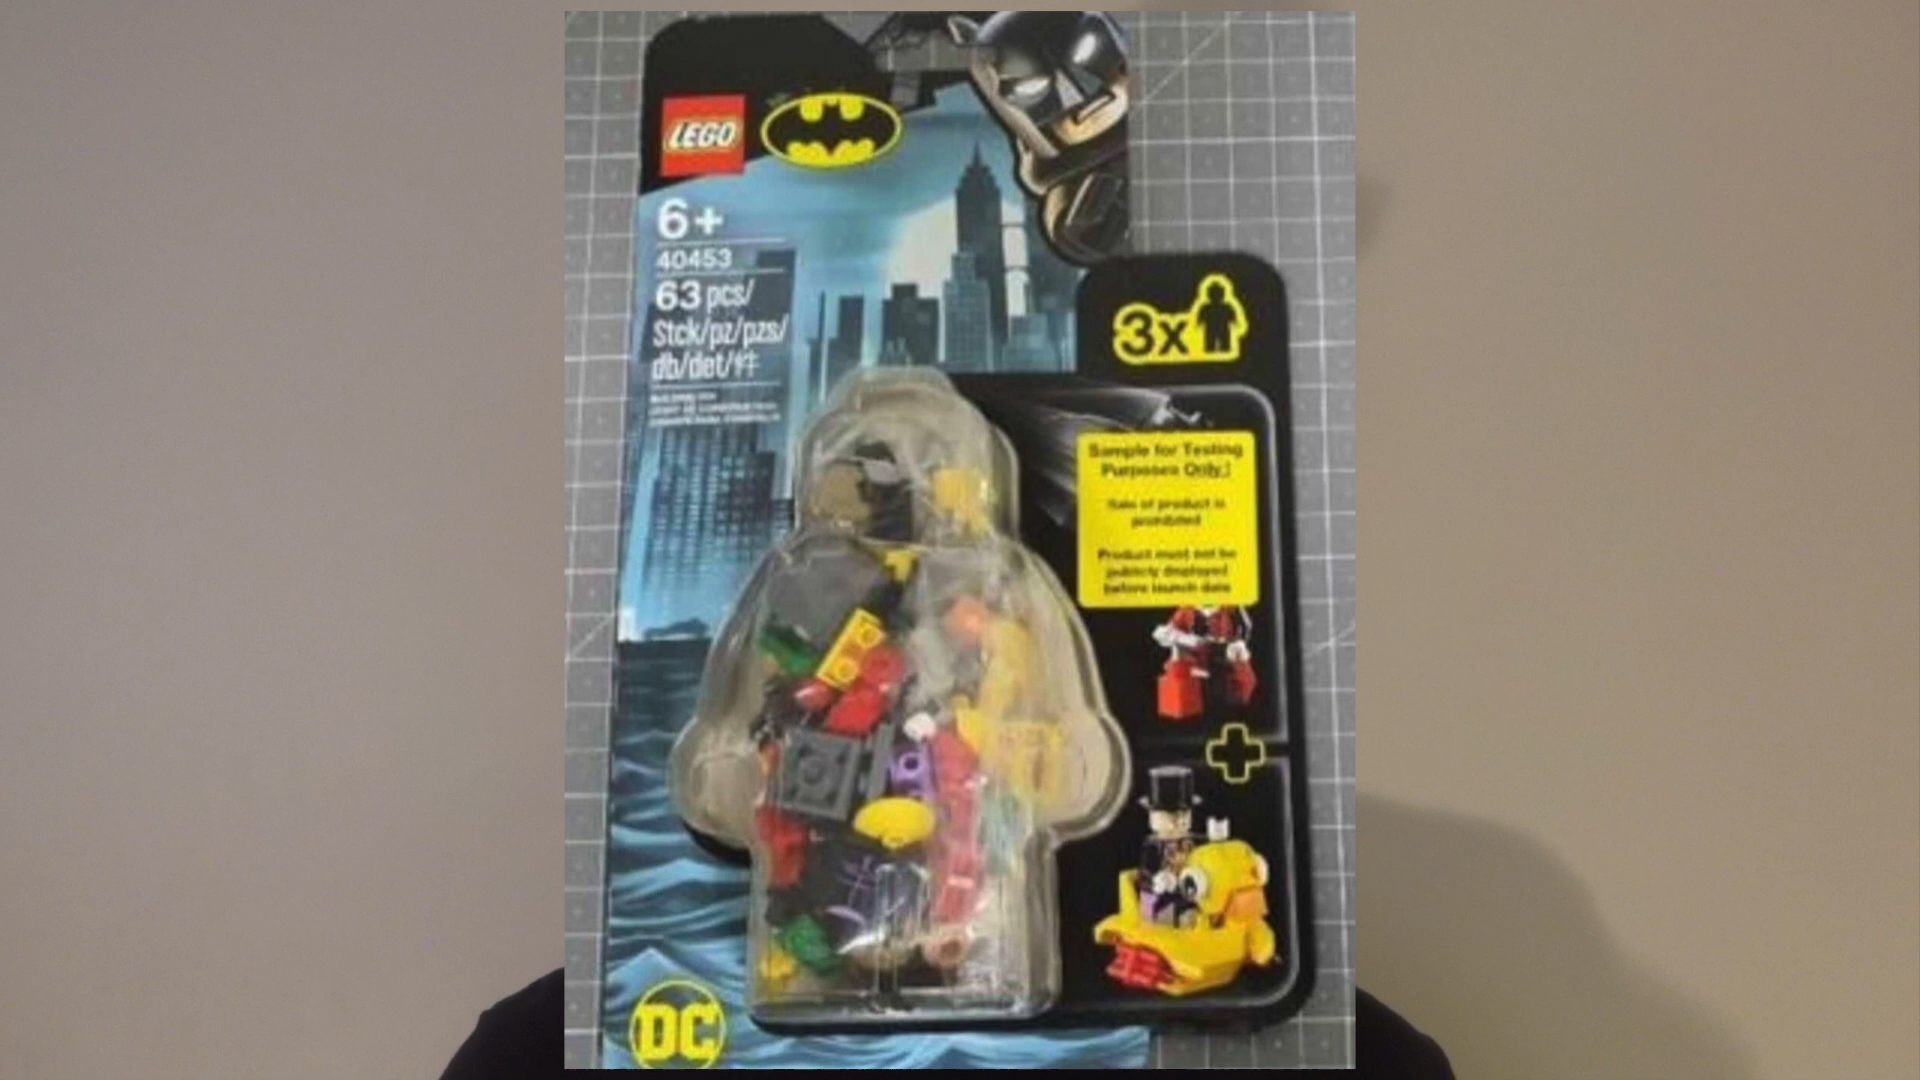 LEGO
6+
40453
63 pcs/
Stck/pz/pzs/
db/det/件
3x
Sample for Testing
Purposes Only!
Sale of product is
prohibited
Product must not be
publicly displayed
before launch date
DC